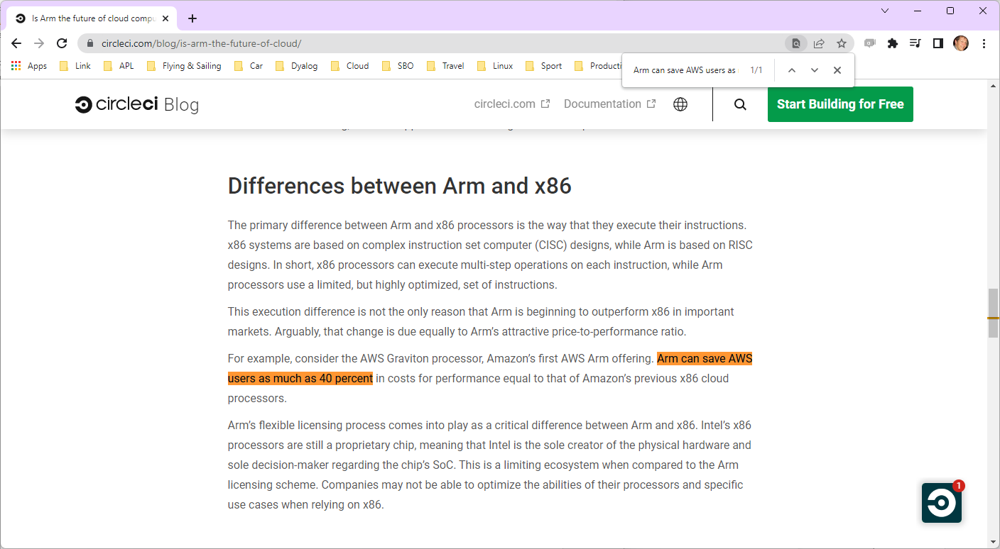 Is Arm the future of cloud compu
circleci.com/blog/is-arm-the-future-of-cloud/
Apps Link APL Flying & Sailing Car Dyalog Cloud SBO Travel Linux Sport Producti
Arm can save AWS users as 1/1
circleci Blog circleci.com Documentation Start Building for Free
Differences between Arm and x86
The primary difference between Arm and x86 processors is the way that they execute their instructions.
x86 systems are based on complex instruction set computer (CISC) designs, while Arm is based on RISC
designs. In short, x86 processors can execute multi-step operations on each instruction, while Arm
processors use a limited, but highly optimized, set of instructions.
This execution difference is not the only reason that Arm is beginning to outperform x86 in important
markets. Arguably, that change is due equally to Arm's attractive price-to-performance ratio.
For example, consider the AWS Graviton processor, Amazon's first AWS Arm offering. Arm can save AWS
users as much as 40 percent in costs for performance equal to that of Amazon's previous x86 cloud
processors.
Arm's flexible licensing process comes into play as a critical difference between Arm and x86. Intel's x86
processors are still a proprietary chip, meaning that Intel is the sole creator of the physical hardware and
sole decision-maker regarding the chip's SoC. This is a limiting ecosystem when compared to the Arm
licensing scheme. Companies may not be able to optimize the abilities of their processors and specific
use cases when relying on x86.
1